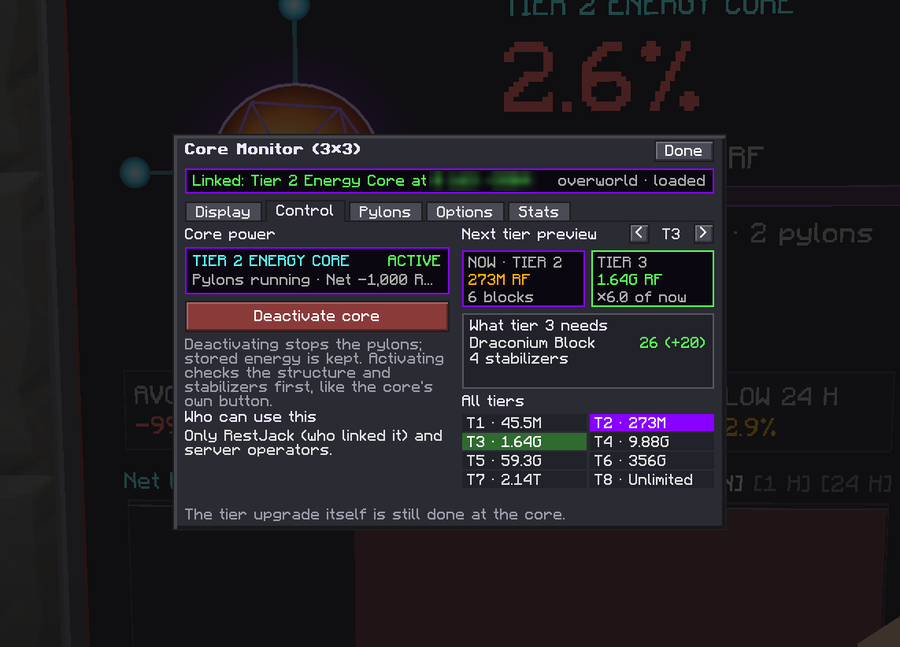 TIER 2 ENERGY CORE
2.6%
RF
· 2 pylons
Core Monitor (3×3)
Done
Linked: Tier 2 Energy Core at
overworld · loaded
Display
Control
Pylons
Options
Stats
Core power
TIER 2 ENERGY CORE
ACTIVE
Pylons running · Net -1,000 R...
Deactivate core
Deactivating stops the pylons;
stored energy is kept. Activating
checks the structure and
stabilizers first, like the core's
own button.
Who can use this
Only RestJack (who linked it) and
server operators.
Next tier preview
<
T3
>
NOW · TIER 2
273M RF
6 blocks
TIER 3
1.64G RF
×6.0 of now
What tier 3 needs
Draconium Block
26 (+20)
4 stabilizers
All tiers
T1 · 45.5M
T2 · 273M
T3 · 1.64G
T4 · 9.88G
T5 · 59.3G
T6 · 356G
T7 · 2.14T
T8 · Unlimited
The tier upgrade itself is still done at the core.
LOW 24 H
2.9%
Net
[1 H] [24 H]